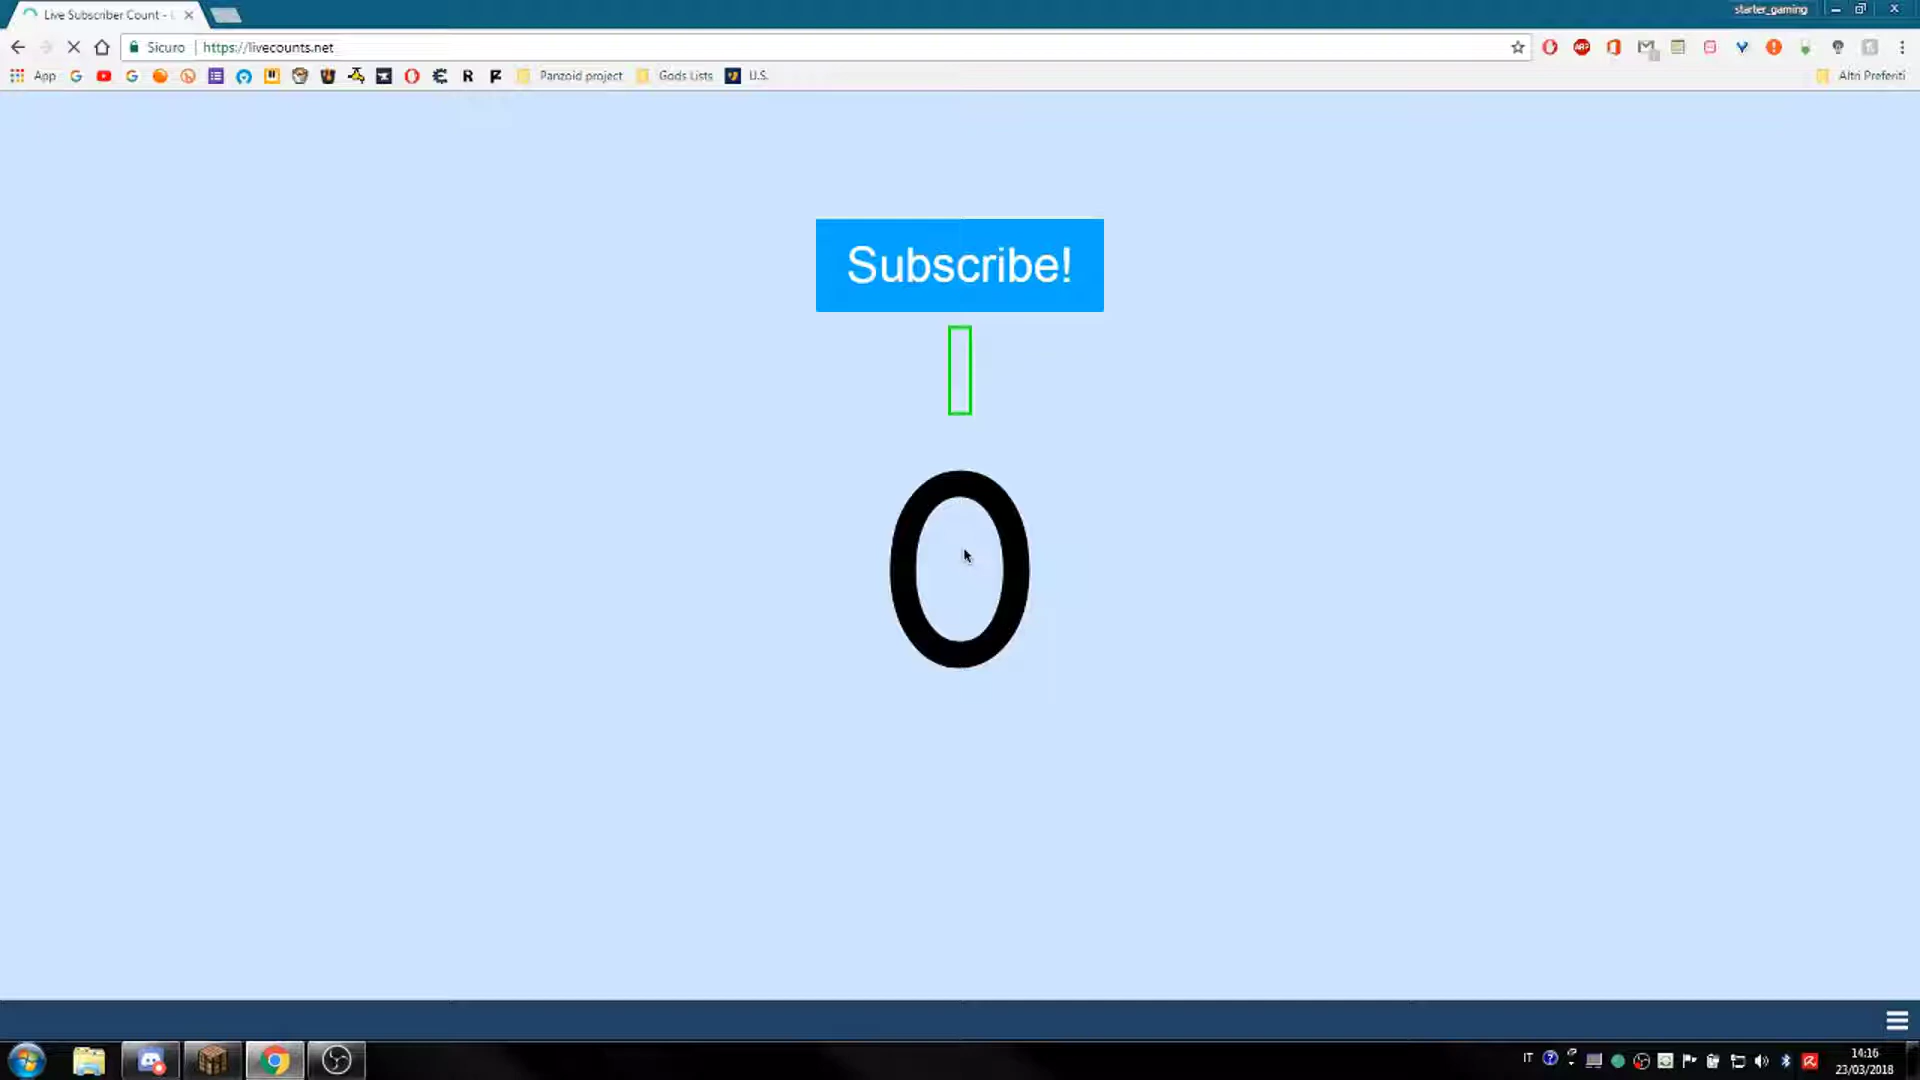 Live Subscriber Count -
starter_gaming
Sicuro
https://livecounts.net
App
Panzoid project
Gods Lists
U.S.
Altri Preferiti
Subscribe!
0
IT
14:16
23/03/2018